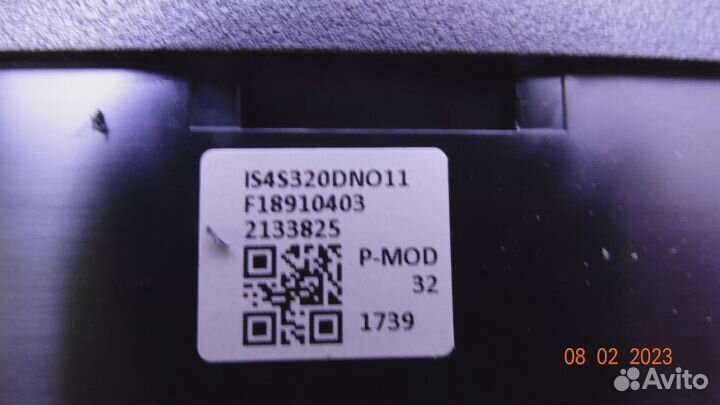 IS4S320DNO11
F18910403
2133825
P-MOD
32
1739
08 02 2023
Avito